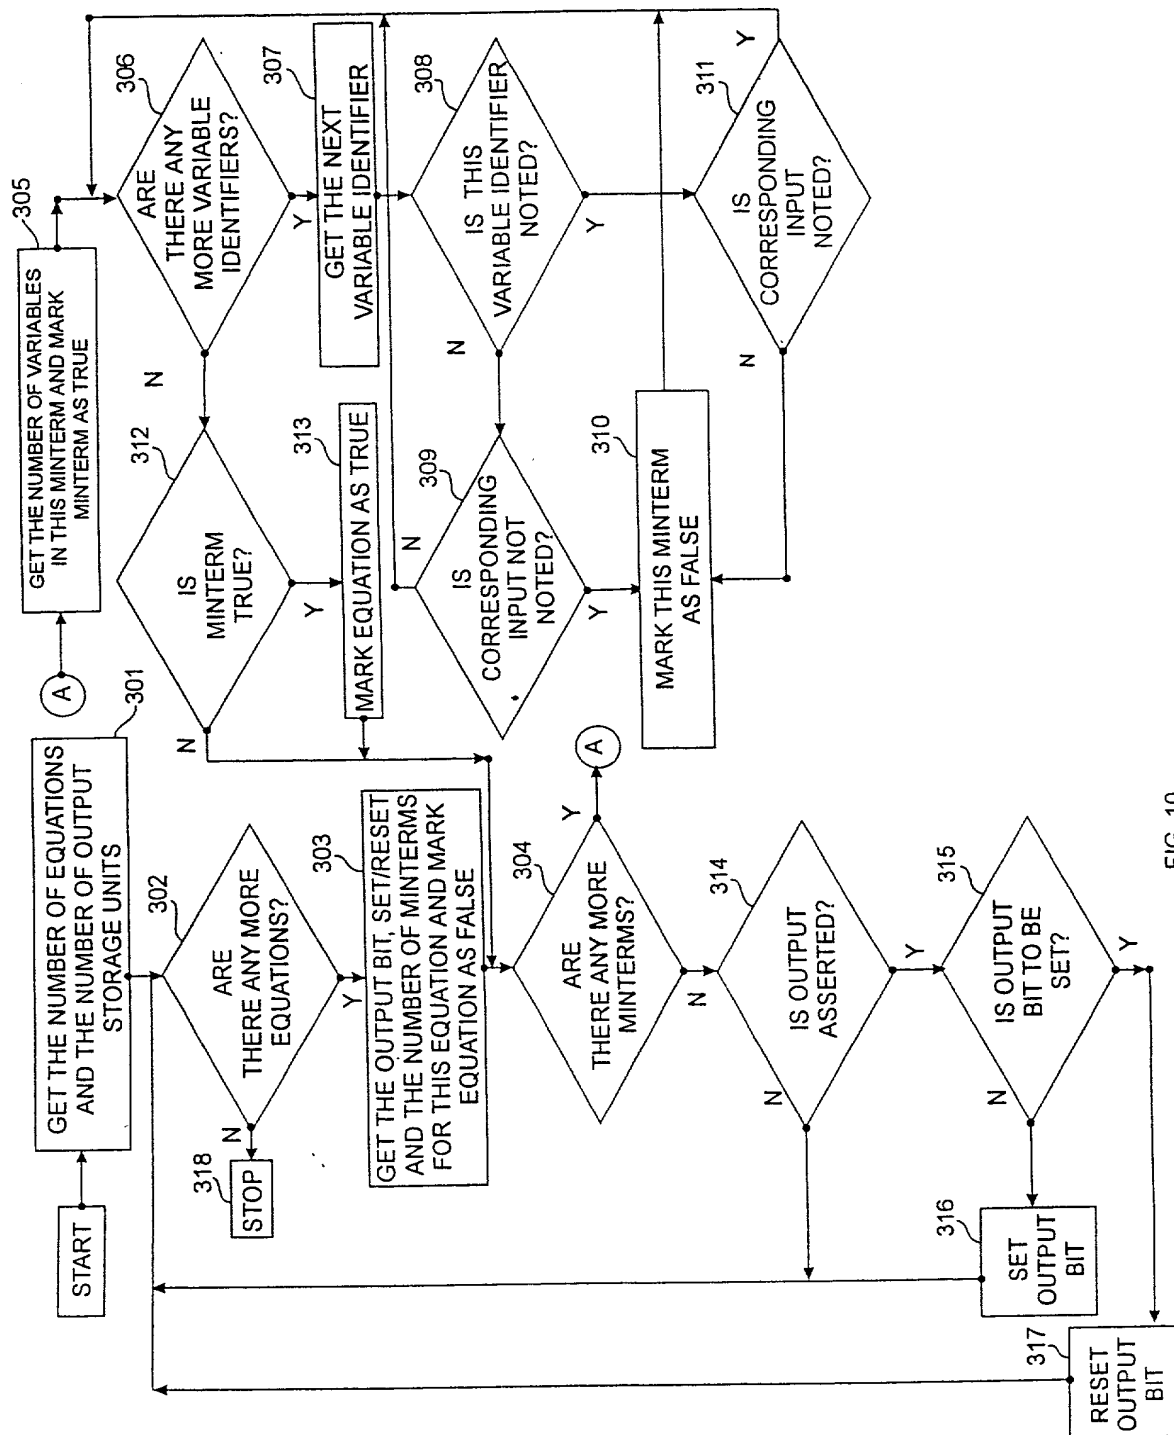 START
GET THE NUMBER OF EQUATIONS
AND THE NUMBER OF OUTPUT
STORAGE UNITS
301
302
ARE
THERE ANY MORE
EQUATIONS?
N
Y
318
STOP
303
GET THE OUTPUT BIT, SET/RESET
AND THE NUMBER OF MINTERMS
FOR THIS EQUATION AND MARK
EQUATION AS FALSE
304
ARE
THERE ANY MORE
MINTERMS?
Y
A
N
314
IS OUTPUT
ASSERTED?
N
Y
315
IS OUTPUT
BIT TO BE
SET?
N
Y
316
SET
OUTPUT
BIT
317
RESET
OUTPUT
BIT
A
305
GET THE NUMBER OF VARIABLES
IN THIS MINTERM AND MARK
MINTERM AS TRUE
306
ARE
THERE ANY
MORE VARIABLE
IDENTIFIERS?
N
Y
312
IS
MINTERM
TRUE?
N
Y
313
MARK EQUATION AS TRUE
307
GET THE NEXT
VARIABLE IDENTIFIER
308
IS THIS
VARIABLE IDENTIFIER
NOTED?
N
Y
309
IS
CORRESPONDING
INPUT NOT
NOTED?
N
Y
310
MARK THIS MINTERM
AS FALSE
311
IS
CORRESPONDING
INPUT
NOTED?
N
Y